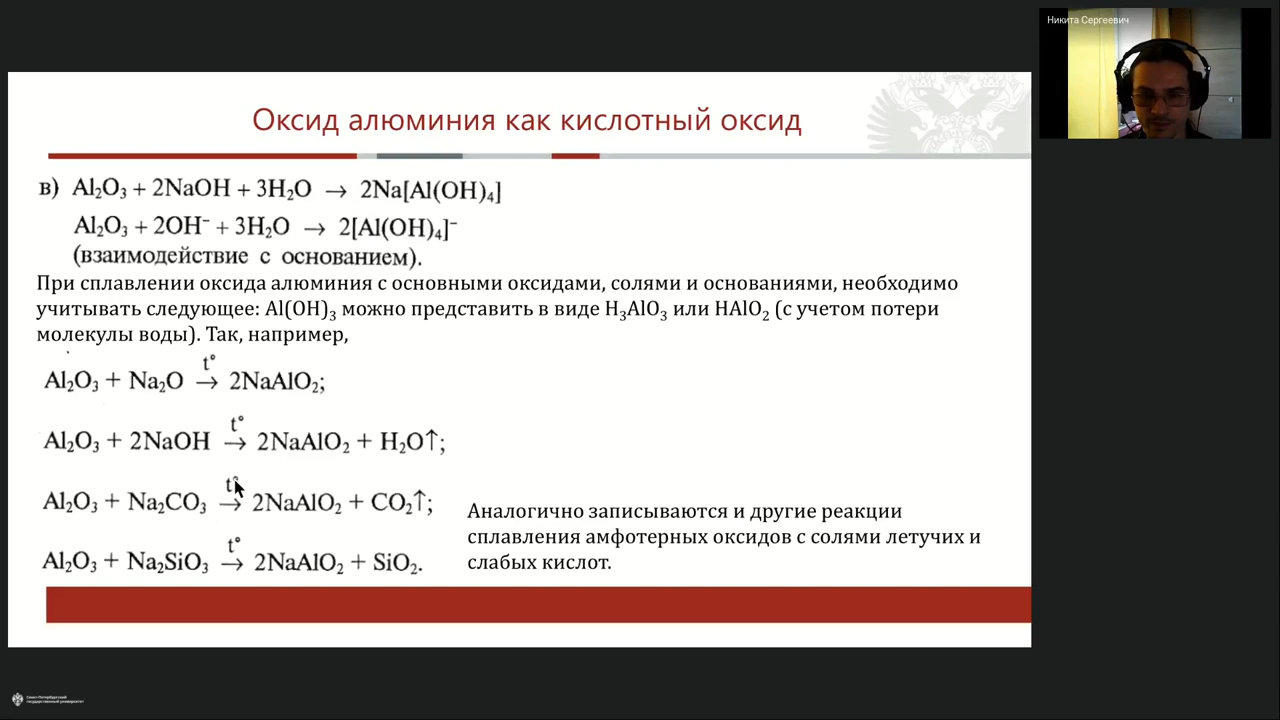 Никита Сергеевич
Оксид алюминия как кислотный оксид
в) Al₂O₃ + 2NaOH + 3H₂O → 2Na[Al(OH)₄]
Al₂O₃ + 2OH⁻ + 3H₂O → 2[Al(OH)₄]⁻
(взаимодействие с основанием).
При сплавлении оксида алюминия с основными оксидами, солями и основаниями, необходимо
учитывать следующее: Al(OH)₃ можно представить в виде H₃AlO₃ или HAlO₂ (с учетом потери
молекулы воды). Так, например,
t°
Al₂O₃ + Na₂O → 2NaAlO₂;
t°
Al₂O₃ + 2NaOH → 2NaAlO₂ + H₂O↑;
t°
Al₂O₃ + Na₂CO₃ → 2NaAlO₂ + CO₂↑;
t°
Al₂O₃ + Na₂SiO₃ → 2NaAlO₂ + SiO₂.
Аналогично записываются и другие реакции
сплавления амфотерных оксидов с солями летучих и
слабых кислот.
Санкт-Петербургский
государственный университет